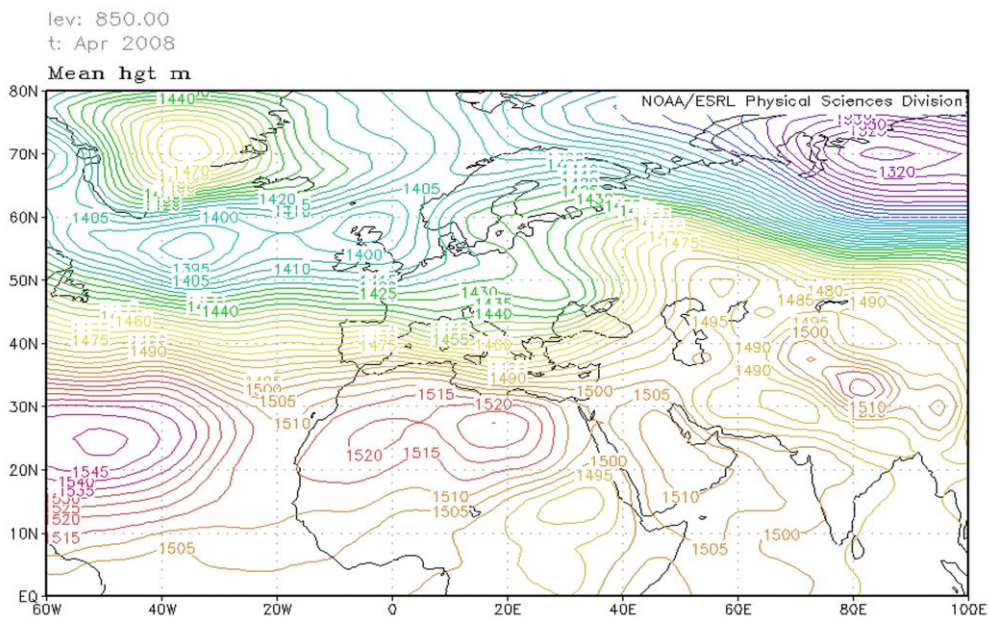 lev: 850.00
t: Apr 2008
Mean hgt m
80N
NOAA/ESRL Physical Sciences Division
1440
1320
70N
1470
1320
1405
1420
1405
1400
60N
1475
1400
1395
1410
1405
50N
1425
1430
1480
1485
1490
1435
1440
1440
1460
1495
1475
1475
1455
1500
40N
1490
1490
1490
1490
1500
1500
1505
1505
1515
1520
1510
30N
1510
1520
1515
1500
1495
1545
20N
1540
1535
1510
1510
1525
1505
1520
10N
1515
1505
1505
1500
EQ
60W
40W
20W
0
20E
40E
60E
80E
100E